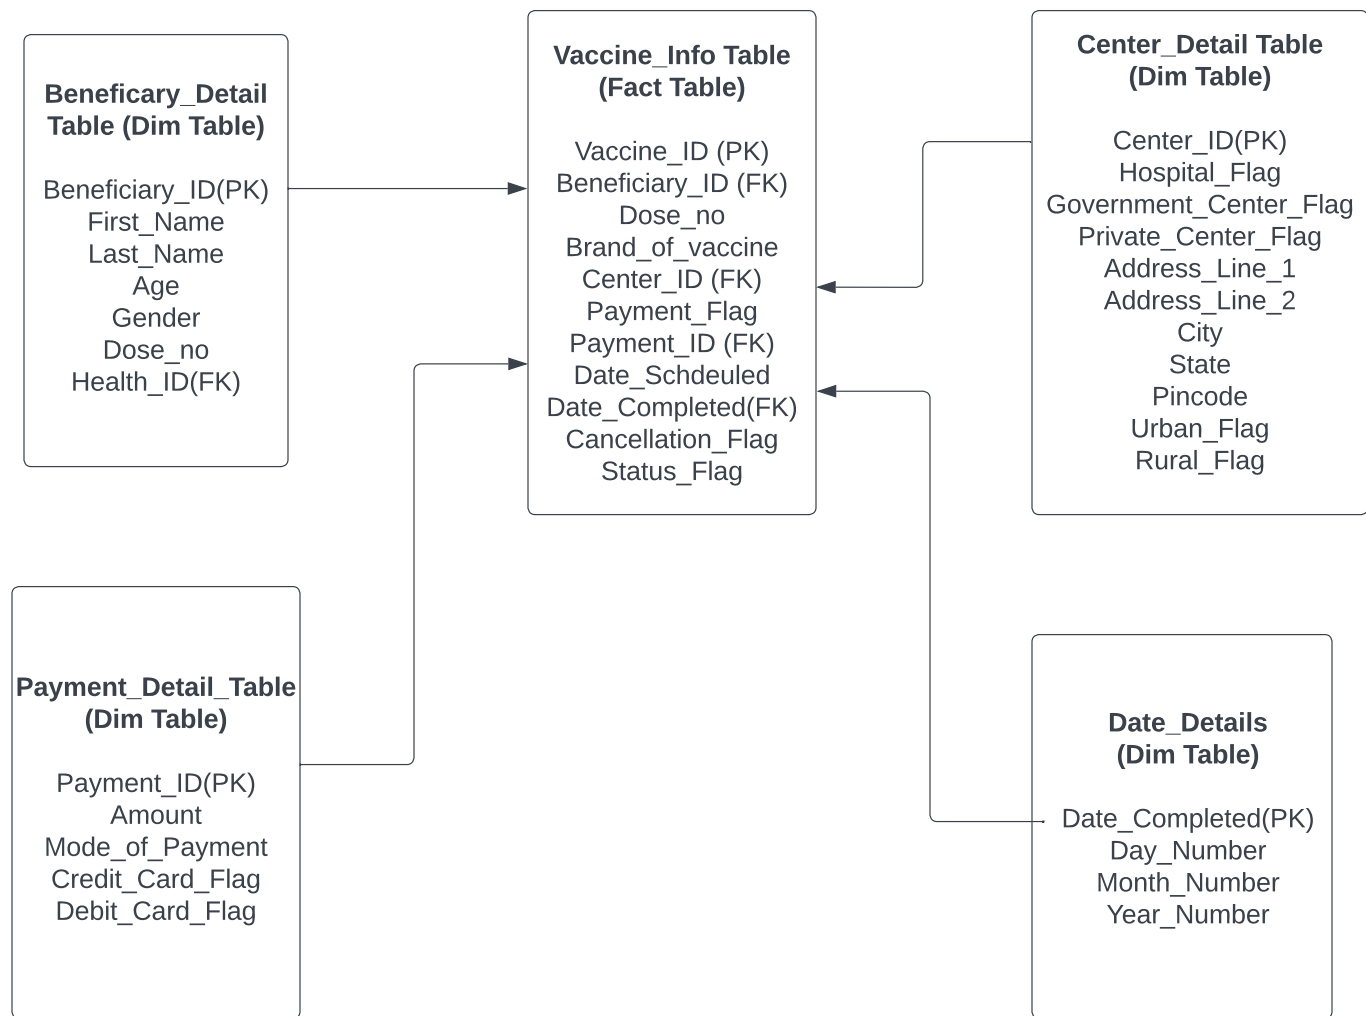 Beneficary_Detail
Table (Dim Table)
Beneficiary_ID(PK)
First_Name
Last_Name
Age
Gender
Dose_no
Health_ID(FK)
Vaccine_Info Table
(Fact Table)
Vaccine_ID (PK)
Beneficiary_ID (FK)
Dose_no
Brand_of_vaccine
Center_ID (FK)
Payment_Flag
Payment_ID (FK)
Date_Schdeuled
Date_Completed(FK)
Cancellation_Flag
Status_Flag
Center_Detail Table
(Dim Table)
Center_ID(PK)
Hospital_Flag
Government_Center_Flag
Private_Center_Flag
Address_Line_1
Address_Line_2
City
State
Pincode
Urban_Flag
Rural_Flag
Payment_Detail_Table
(Dim Table)
Payment_ID(PK)
Amount
Mode_of_Payment
Credit_Card_Flag
Debit_Card_Flag
Date_Details
(Dim Table)
Date_Completed(PK)
Day_Number
Month_Number
Year_Number